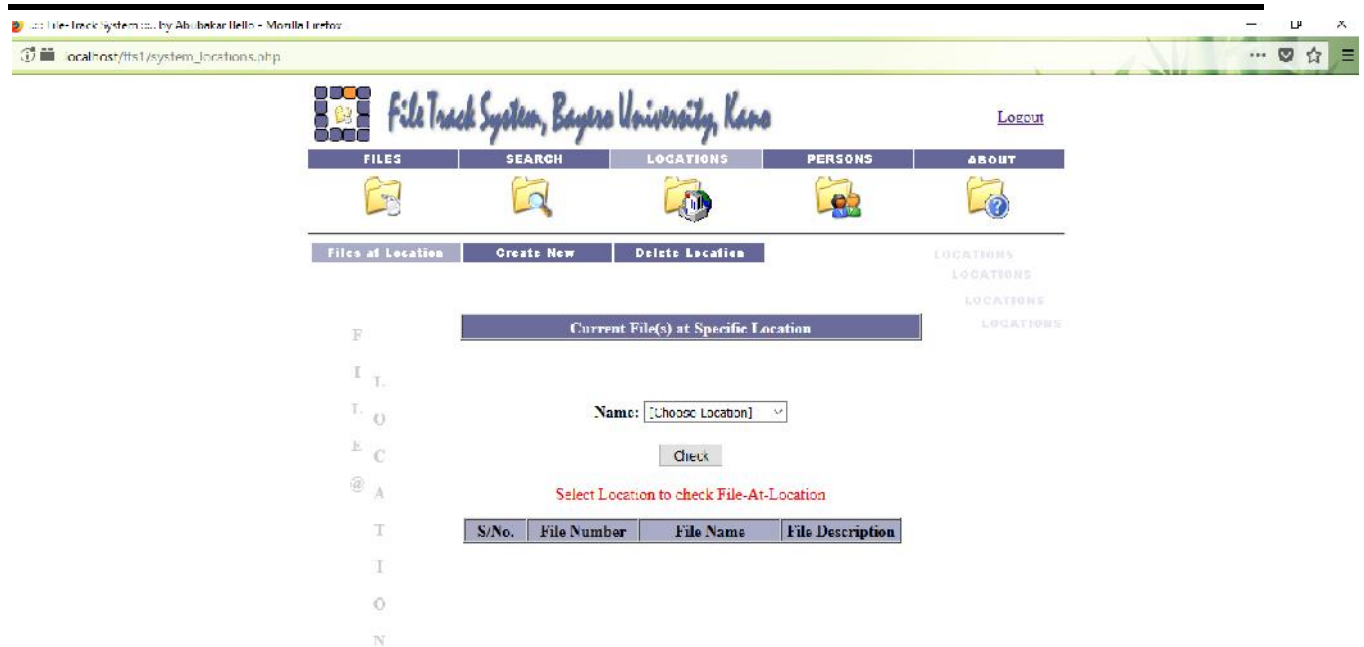 ..::: File-Track System ::::.. by Abubakar Bello - Mozilla Firefox
localhost/fts1/system_locations.php
File Track System, Bayero University, Kano
Logout
FILES SEARCH LOCATIONS PERSONS ABOUT
Files at Location Create New Delete Location
LOCATIONS
LOCATIONS
LOCATIONS
LOCATIONS
Current File(s) at Specific Location
F
I L
L O
E C
@ A
T
I
O
N
Name: [Choose Location]
Check
Select Location to check File-At-Location
S/No. File Number File Name File Description